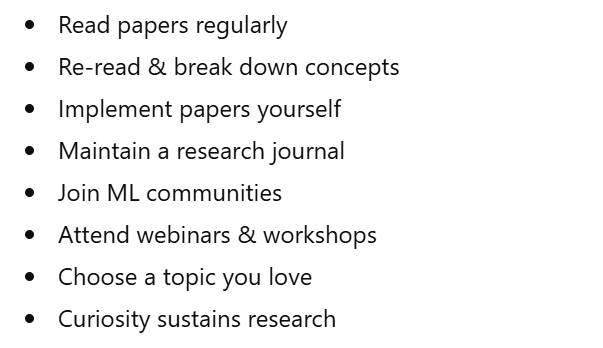 • Read papers regularly
• Re-read & break down concepts
• Implement papers yourself
• Maintain a research journal
• Join ML communities
• Attend webinars & workshops
• Choose a topic you love
• Curiosity sustains research